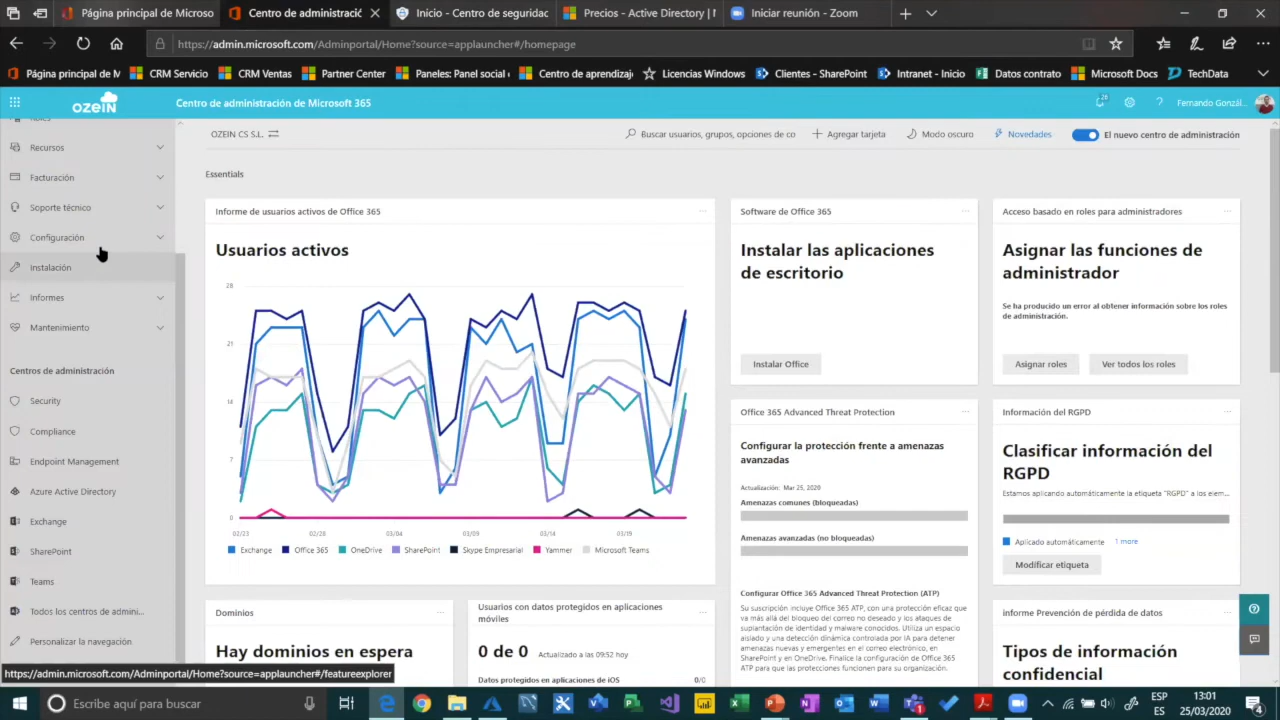 Página principal de Microso
Centro de administració
Inicio - Centro de seguridac
Precios - Active Directory | M
Iniciar reunión - Zoom
https://admin.microsoft.com/Adminportal/Home?source=applauncher#/homepage
Página principal de M
CRM Servicio
CRM Ventas
Partner Center
Paneles: Panel social
Centro de aprendizaj
Licencias Windows
Clientes - SharePoint
Intranet - Inicio
Datos contrato
Microsoft Docs
TechData
ozeIN
Centro de administración de Microsoft 365
Fernando Gonzál...
Roles
Recursos
Facturación
Soporte técnico
Configuración
Instalación
Informes
Mantenimiento
Centros de administración
Security
Compliance
Endpoint Management
Azure Active Directory
Exchange
SharePoint
Teams
Todos los centros de admini...
Personalizar la navegación
https://admin.microsoft.com/Adminportal/Home?source=applauncher#/featureexplorer
OZEIN CS S.L.
Buscar usuarios, grupos, opciones de co
Agregar tarjeta
Modo oscuro
Novedades
El nuevo centro de administración
Essentials
Informe de usuarios activos de Office 365
Usuarios activos
28
21
14
7
0
02/23 02/28 03/04 03/09 03/14 03/19
Exchange Office 365 OneDrive SharePoint Skype Empresarial Yammer Microsoft Teams
Software de Office 365
Instalar las aplicaciones
de escritorio
Instalar Office
Acceso basado en roles para administradores
Asignar las funciones de
administrador
Se ha producido un error al obtener información sobre los roles
de administración.
Asignar roles
Ver todos los roles
Office 365 Advanced Threat Protection
Configurar la protección frente a amenazas
avanzadas
Actualización: Mar 25, 2020
Amenazas comunes (bloqueadas)
Amenazas avanzadas (no bloqueadas)
Configurar Office 365 Advanced Threat Protection (ATP)
Su suscripción incluye Office 365 ATP, con una protección eficaz que
va más allá del bloqueo del correo no deseado y los ataques de
suplantación de identidad y malware conocidos. Utiliza un espacio
aislado y una detección dinámica controlada por IA para detener
amenazas nuevas y emergentes en el correo electrónico, en
SharePoint y en OneDrive. Finalice la configuración de Office 365
ATP para que las protecciones funcionen para su organización.
Información del RGPD
Clasificar información del
RGPD
Estamos aplicando automáticamente la etiqueta "RGPD" a los elem...
Aplicado automáticamente
1 more
Modificar etiqueta
Dominios
Hay dominios en espera
Usuarios con datos protegidos en aplicaciones
móviles
0 de 0 Actualizado a las 09:52 hoy
Datos protegidos en aplicaciones de iOS 0/0
informe Prevención de pérdida de datos
Tipos de información
confidencial
Escribe aquí para buscar
ESP
ES
13:01
25/03/2020